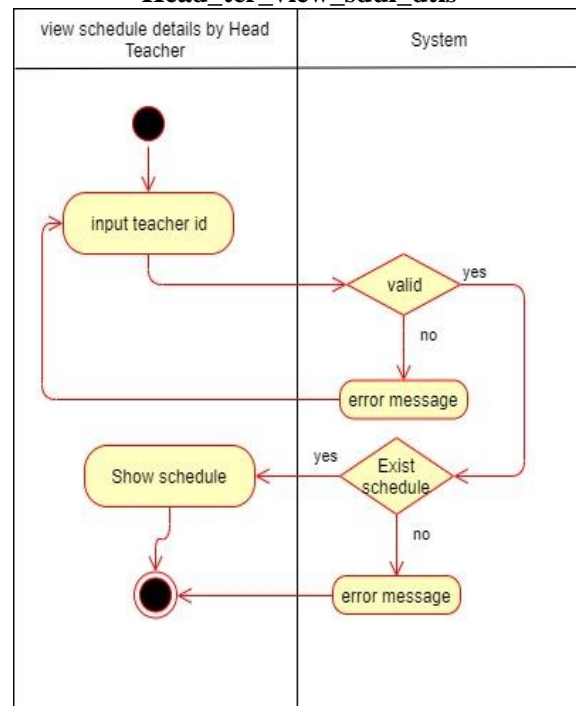 view schedule details by Head
Teacher
System
input teacher id
valid
yes
no
error message
Show schedule
yes
Exist
schedule
no
error message